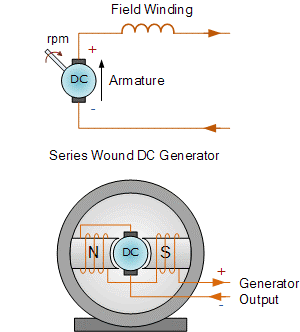 Field Winding
rpm
+
DC
Armature
-
Series Wound DC Generator
N
DC
S
+
Generator
Output
-